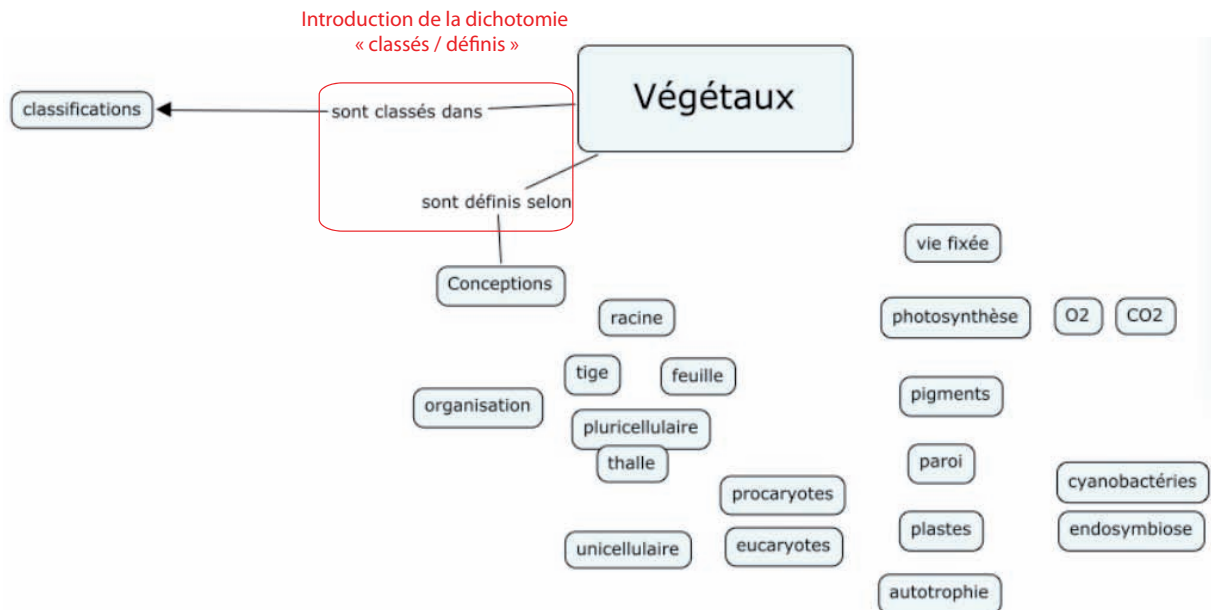 Introduction de la dichotomie
« classés / définis »
Végétaux
classifications
sont classés dans
sont définis selon
Conceptions
vie fixée
racine
photosynthèse
O2
CO2
tige
feuille
organisation
pigments
pluricellulaire
thalle
paroi
procaryotes
cyanobactéries
unicellulaire
eucaryotes
plastes
endosymbiose
autotrophie